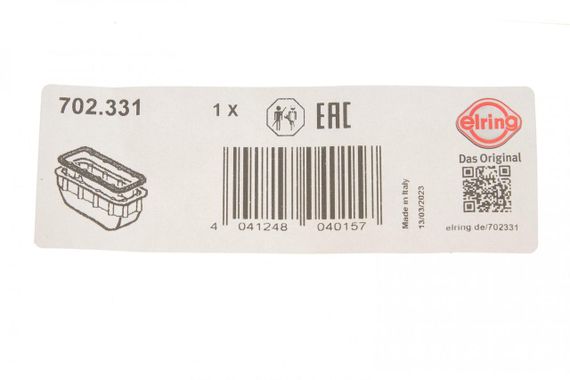 702.331
1 X
EAC
elring
Das Original
4 041248 040157
Made in Italy
13/03/2023
elring de/702331